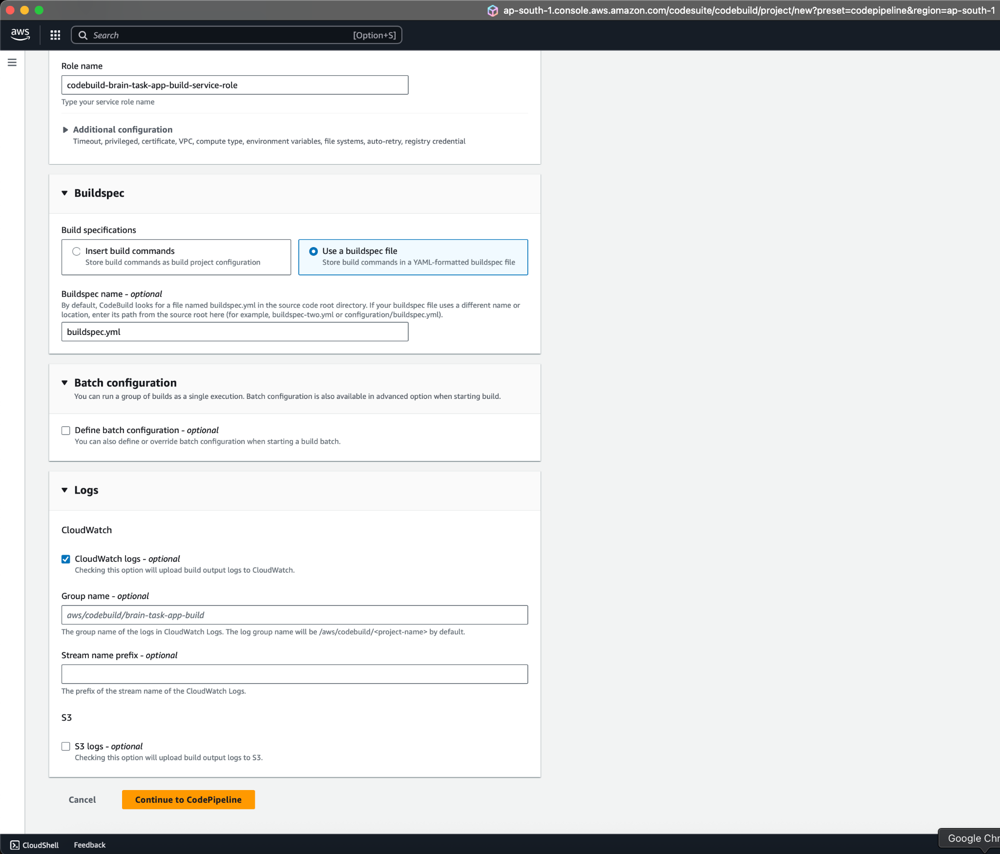 ap-south-1.console.aws.amazon.com/codesuite/codebuild/project/new?preset=codepipeline&region=ap-south-1
aws
Search
[Option+S]
Role name
codebuild-brain-task-app-build-service-role
Type your service role name
Additional configuration
Timeout, privileged, certificate, VPC, compute type, environment variables, file systems, auto-retry, registry credential
Buildspec
Build specifications
Insert build commands
Store build commands as build project configuration
Use a buildspec file
Store build commands in a YAML-formatted buildspec file
Buildspec name - optional
By default, CodeBuild looks for a file named buildspec.yml in the source code root directory. If your buildspec file uses a different name or
location, enter its path from the source root here (for example, buildspec-two.yml or configuration/buildspec.yml).
buildspec.yml
Batch configuration
You can run a group of builds as a single execution. Batch configuration is also available in advanced option when starting build.
Define batch configuration - optional
You can also define or override batch configuration when starting a build batch.
Logs
CloudWatch
CloudWatch logs - optional
Checking this option will upload build output logs to CloudWatch.
Group name - optional
aws/codebuild/brain-task-app-build
The group name of the logs in CloudWatch Logs. The log group name will be /aws/codebuild/<project-name> by default.
Stream name prefix - optional
The prefix of the stream name of the CloudWatch Logs.
S3
S3 logs - optional
Checking this option will upload build output logs to S3.
Cancel
Continue to CodePipeline
CloudShell
Feedback
Google Chr